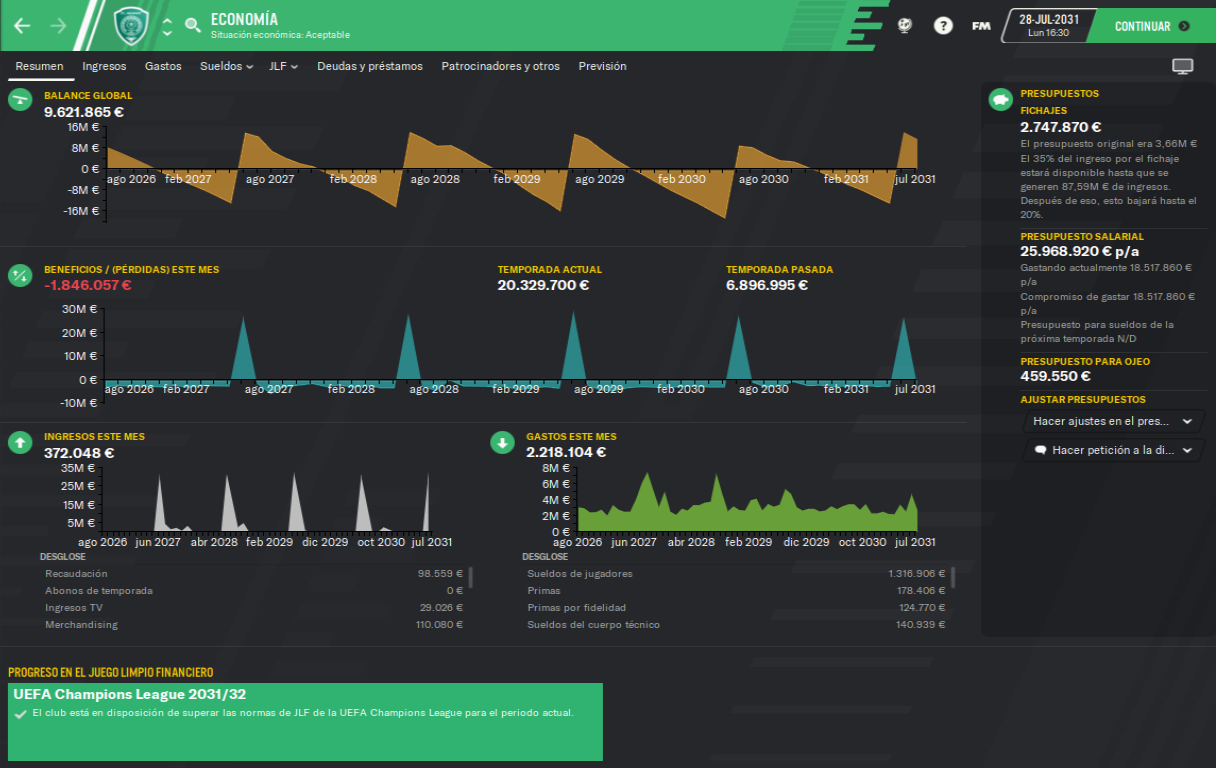 ECONOMÍA
Situación económica: Aceptable
FM
28-JUL-2031
Lun 16:30
CONTINUAR
Resumen Ingresos Gastos Sueldos JLF Deudas y préstamos Patrocinadores y otros Previsión
BALANCE GLOBAL
9.621.865 €
16M €
8M €
0 €
-8M €
-16M €
ago 2026 feb 2027 ago 2027 feb 2028 ago 2028 feb 2029 ago 2029 feb 2030 ago 2030 feb 2031 jul 2031
BENEFICIOS / (PÉRDIDAS) ESTE MES
-1.846.057 €
TEMPORADA ACTUAL
20.329.700 €
TEMPORADA PASADA
6.896.995 €
30M €
20M €
10M €
0 €
-10M €
ago 2026 feb 2027 ago 2027 feb 2028 ago 2028 feb 2029 ago 2029 feb 2030 ago 2030 feb 2031 jul 2031
INGRESOS ESTE MES
372.048 €
35M €
25M €
15M €
5M €
ago 2026 jun 2027 abr 2028 feb 2029 dic 2029 oct 2030 jul 2031
DESGLOSE
Recaudación 98.559 €
Abonos de temporada 0 €
Ingresos TV 29.026 €
Merchandising 110.080 €
GASTOS ESTE MES
2.218.104 €
8M €
6M €
4M €
2M €
0 €
ago 2026 jun 2027 abr 2028 feb 2029 dic 2029 oct 2030 jul 2031
DESGLOSE
Sueldos de jugadores 1.316.906 €
Primas 178.406 €
Primas por fidelidad 124.770 €
Sueldos del cuerpo técnico 140.939 €
PRESUPUESTOS
FICHAJES
2.747.870 €
El presupuesto original era 3,66M €
El 35% del ingreso por el fichaje
estará disponible hasta que se
generen 87,59M € de ingresos.
Después de eso, esto bajará hasta el
20%.
PRESUPUESTO SALARIAL
25.968.920 € p/a
Gastando actualmente 18.517.860 €
p/a
Compromiso de gastar 18.517.860 €
p/a
Presupuesto para sueldos de la
próxima temporada N/D
PRESUPUESTO PARA OJEO
459.550 €
AJUSTAR PRESUPUESTOS
Hacer ajustes en el pres...
Hacer petición a la di...
PROGRESO EN EL JUEGO LIMPIO FINANCIERO
UEFA Champions League 2031/32
El club está en disposición de superar las normas de JLF de la UEFA Champions League para el periodo actual.